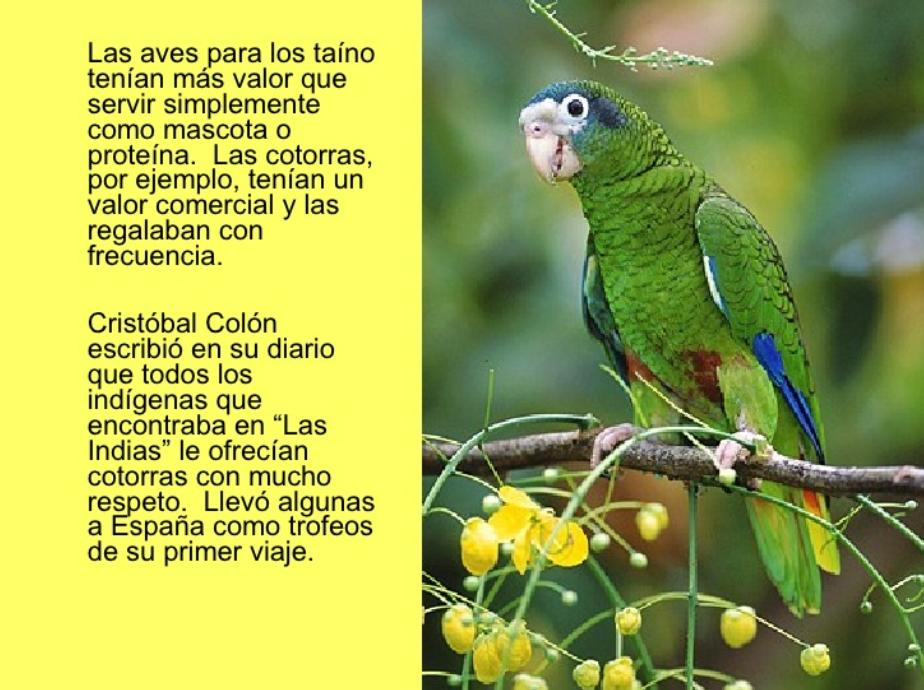 Las aves para los taíno
tenían más valor que
servir simplemente
como mascota o
proteína.  Las cotorras,
por ejemplo, tenían un
valor comercial y las
regalaban con
frecuencia.
Cristóbal Colón
escribió en su diario
que todos los
indígenas que
encontraba en “Las
Indias” le ofrecían
cotorras con mucho
respeto.  Llevó algunas
a España como trofeos
de su primer viaje.